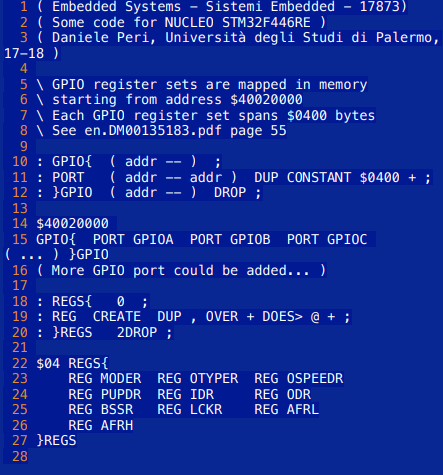 1 ( Embedded Systems - Sistemi Embedded - 17873)
2 ( Some code for NUCLEO STM32F446RE )
3 ( Daniele Peri, Università degli Studi di Palermo,
17-18 )
4
5 \ GPIO register sets are mapped in memory
6 \ starting from address $40020000
7 \ Each GPIO register set spans $0400 bytes
8 \ See en.DM00135183.pdf page 55
9
10 : GPIO{  ( addr -- )  ;
11 : PORT   ( addr -- addr )  DUP CONSTANT $0400 + ;
12 : }GPIO  ( addr -- )  DROP ;
13
14 $40020000
15 GPIO{  PORT GPIOA  PORT GPIOB  PORT GPIOC
( ... ) }GPIO
16 ( More GPIO port could be added... )
17
18 : REGS{   0  ;
19 : REG  CREATE  DUP , OVER + DOES> @ + ;
20 : }REGS   2DROP ;
21
22 $04 REGS{
23     REG MODER  REG OTYPER  REG OSPEEDR
24     REG PUPDR  REG IDR     REG ODR
25     REG BSSR   REG LCKR    REG AFRL
26     REG AFRH
27 }REGS
28